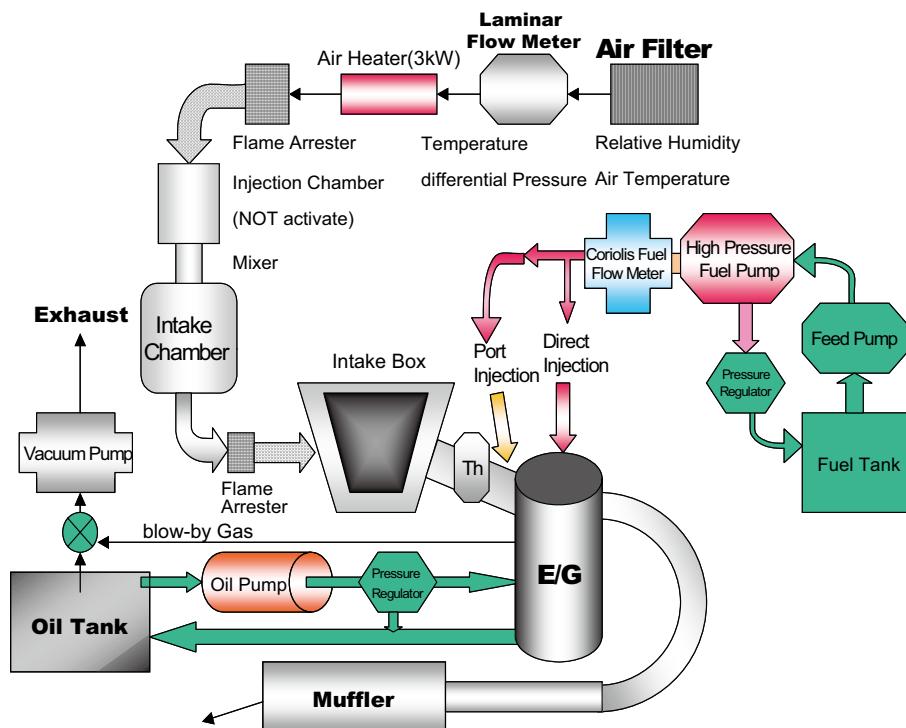 Laminar
Flow Meter
Air Filter
Air Heater(3kW)
Flame Arrester
Temperature
Relative Humidity
Injection Chamber
differential Pressure
Air Temperature
(NOT activate)
Mixer
Coriolis Fuel
Flow Meter
High Pressure
Fuel Pump
Exhaust
Intake
Chamber
Feed Pump
Intake Box
Port
Injection
Direct
Injection
Pressure
Regulator
Vacuum Pump
Th
Fuel Tank
Flame
Arrester
blow-by Gas
Oil Pump
Pressure
Regulator
E/G
Oil Tank
Muffler